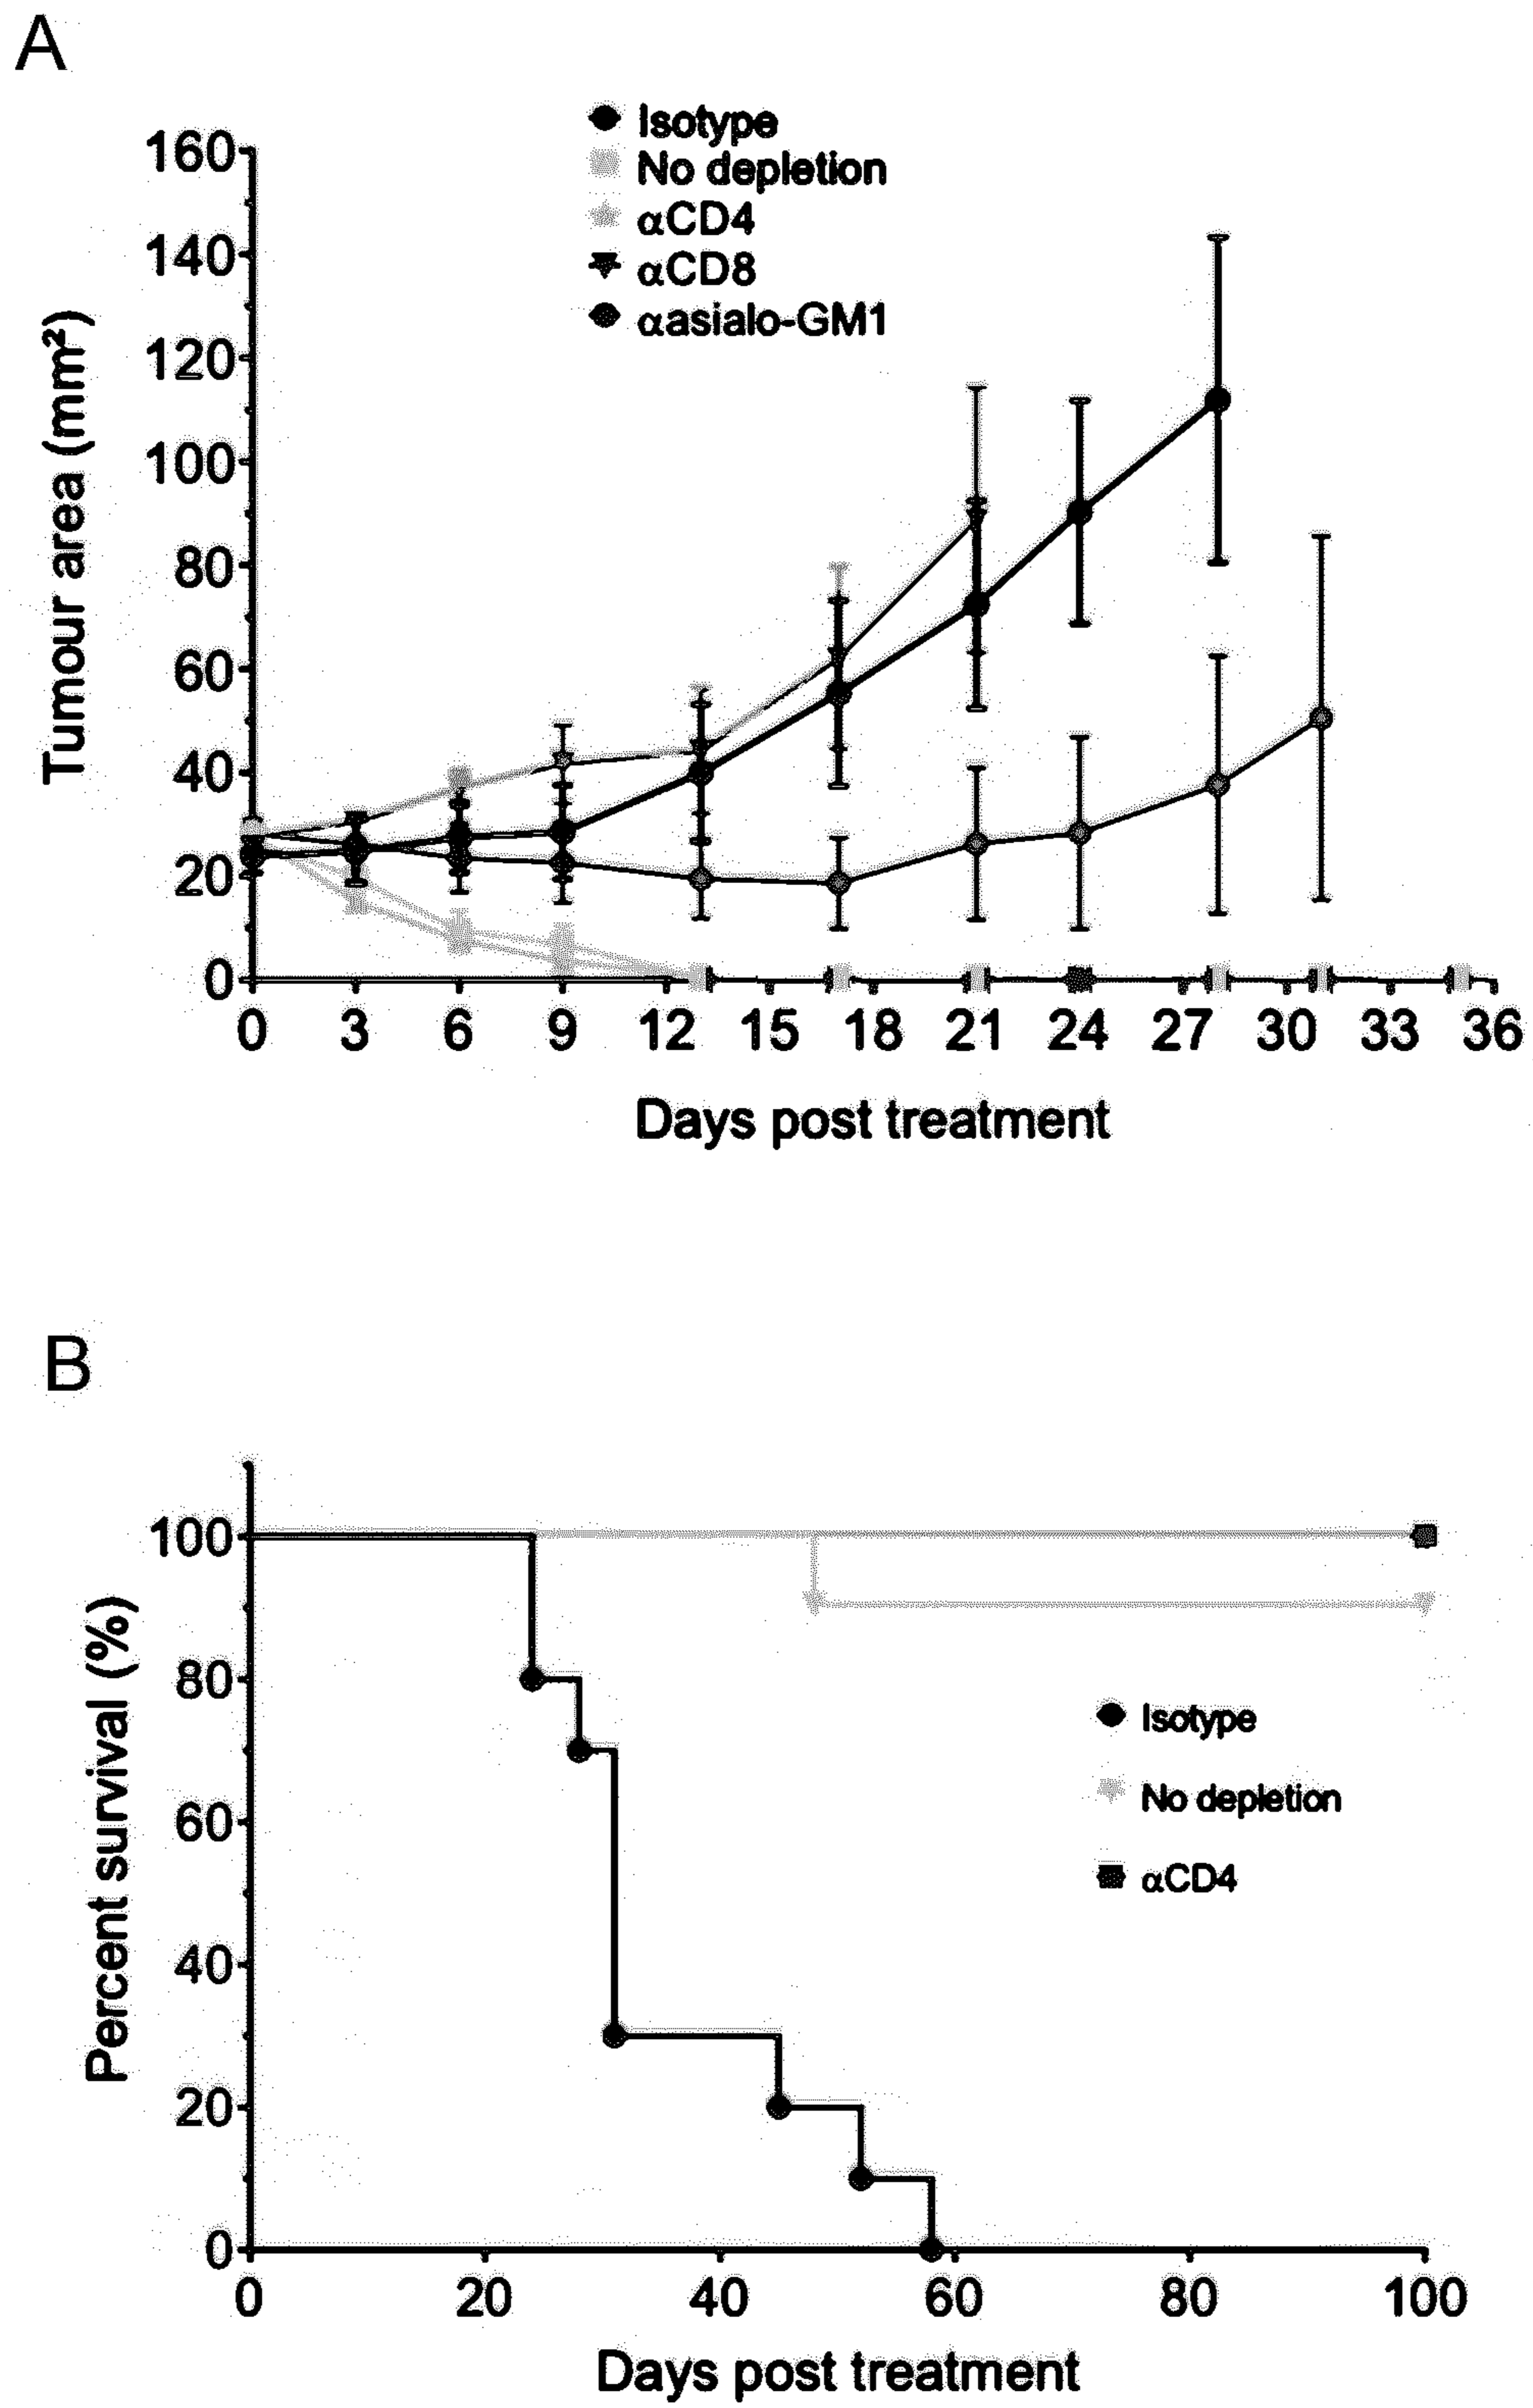 A
Isotype
No depletion
αCD4
αCD8
αasialo-GM1
160
140
120
100
80
60
40
20
0
Tumour area (mm²)
0 3 6 9 12 15 18 21 24 27 30 33 36
Days post treatment
B
100
80
60
40
20
0
Percent survival (%)
Isotype
No depletion
αCD4
0 20 40 60 80 100
Days post treatment